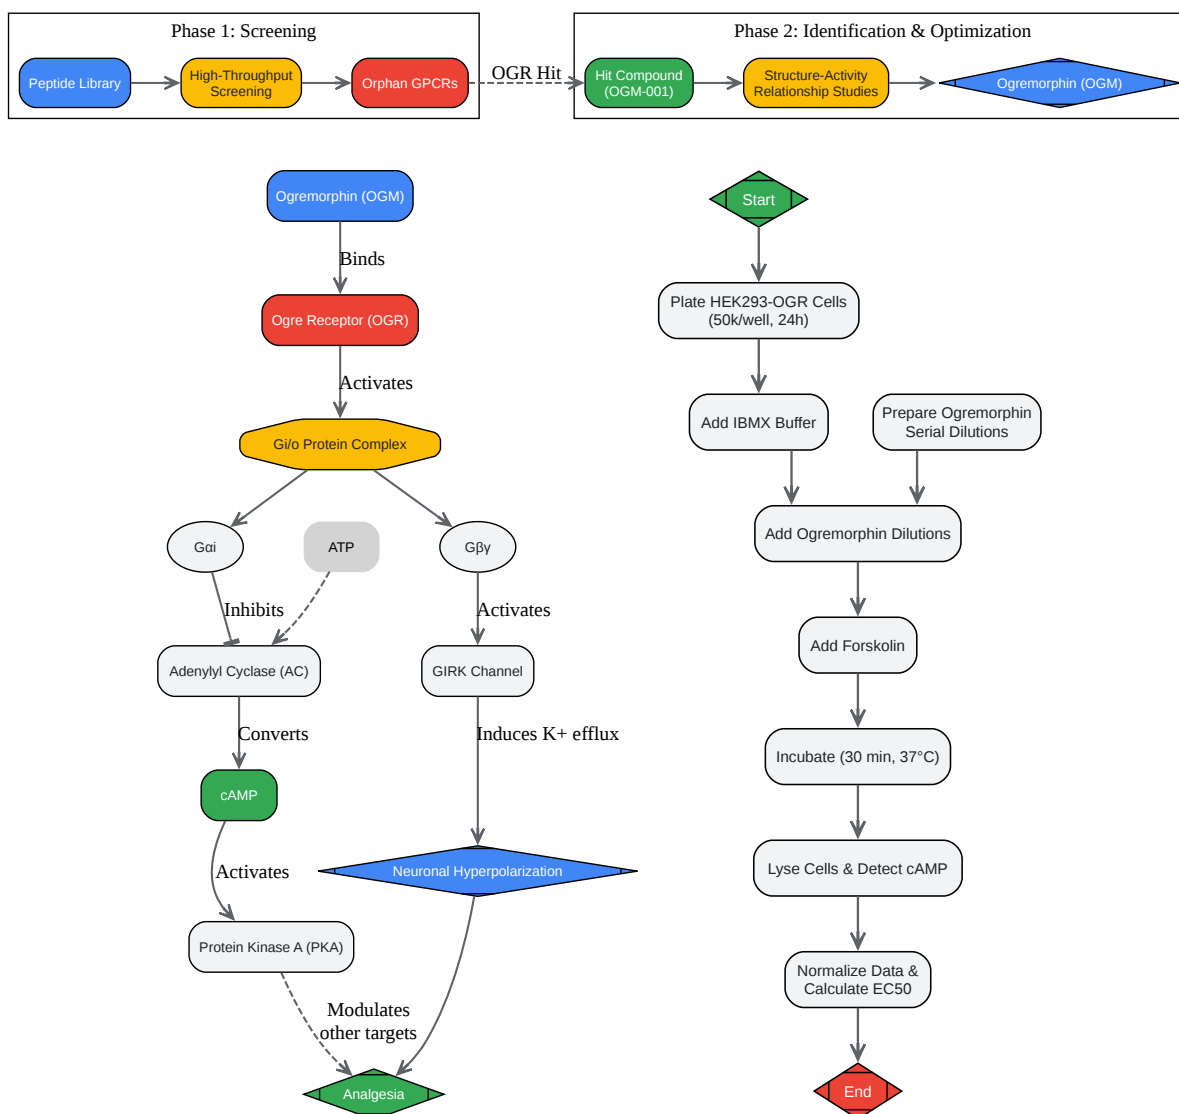 Phase 1: Screening
Peptide Library
High-Throughput
Screening
Orphan GPCRs
OGR Hit
Phase 2: Identification & Optimization
Hit Compound
(OGM-001)
Structure-Activity
Relationship Studies
Ogremorphin (OGM)
Ogremorphin (OGM)
Binds
Ogre Receptor (OGR)
Activates
Gi/o Protein Complex
Gαi
ATP
Gβγ
Inhibits
Activates
Adenylyl Cyclase (AC)
GIRK Channel
Converts
Induces K+ efflux
cAMP
Activates
Neuronal Hyperpolarization
Protein Kinase A (PKA)
Modulates
other targets
Analgesia
Start
Plate HEK293-OGR Cells
(50k/well, 24h)
Add IBMX Buffer
Prepare Ogremorphin
Serial Dilutions
Add Ogremorphin Dilutions
Add Forskolin
Incubate (30 min, 37°C)
Lyse Cells & Detect cAMP
Normalize Data &
Calculate EC50
End